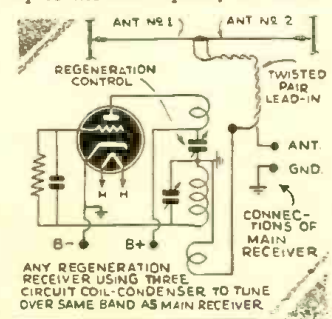 ANT Nº 1
ANT Nº 2
REGENERATION
CONTROL
TWISTED
PAIR
LEAD-IN
ANT.
GND.
H H
B-
B+
CONNEC-
TIONS OF
MAIN
RECEIVER
ANY REGENERATION
RECEIVER USING THREE
CIRCUIT COIL-CONDENSER TO TUNE
OVER SAME BAND AS MAIN RECEIVER